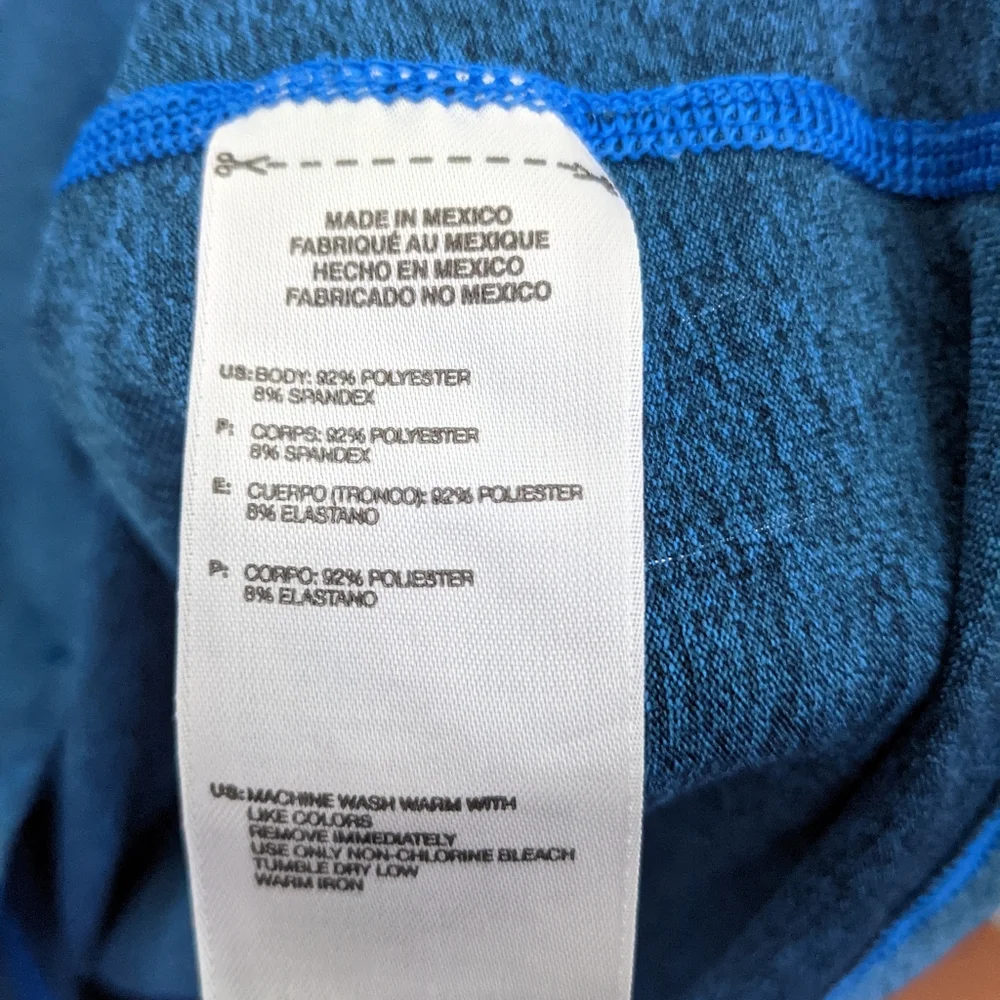 MADE IN MEXICO
FABRIQUÉ AU MEXIQUE
HECHO EN MEXICO
FABRICADO NO MEXICO
US: BODY: 92% POLYESTER
8% SPANDEX
F: CORPS: 92% POLYESTER
8% SPANDEX
E: CUERPO (TRONCO): 92% POLIESTER
8% ELASTANO
P: CORPO: 92% POLIESTER
8% ELASTANO
US: MACHINE WASH WARM WITH
LIKE COLORS
REMOVE IMMEDIATELY
USE ONLY NON-CHLORINE BLEACH
TUMBLE DRY LOW
WARM IRON